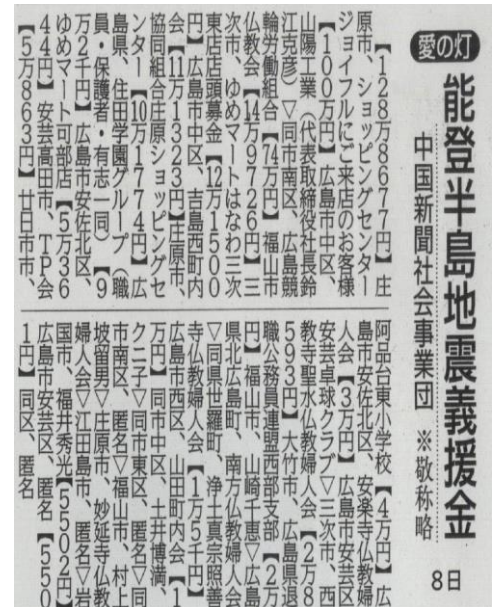 愛の灯
能登半島地震義援金
中国新聞社会事業団 ※敬称略
8日
【128万8677円】庄
原市、ショッピングセンター
ジョイフルにご来店のお客様
【100万円】広島市中区、
山陽工業（代表取締役社長鈴
江克彦）▽同市南区、広島競
輪労働組合【74万円】福山市
仏教会【14万9726円】三
次市、ゆめマートはなわ三次
東店店頭募金【12万1500
円】広島市中区、吉島西町内
会【11万1323円】庄原市、
協同組合庄原ショッピングセ
ンター【10万1774円】広
島県、住田学園グループ（職
員・保護者・有志一同）【9
万2千円】広島市安佐北区、
ゆめマート可部店【5万36
44円】安芸高田市、TP会
【5万863円】廿日市市、
阿品台東小学校【4万円】広
島市安佐北区、安楽寺仏教婦
人会【3万円】広島市安芸区、
安芸卓球クラブ▽三次市、西
教寺聖水仏教婦人会【2万8
593円】大竹市、広島県退
職公務員連盟西部支部【2万
円】福山市、山崎千恵▽広島
県北広島町、南方仏教婦人会
▽同県世羅町、浄土真宗照善
寺仏教婦人会【1万5千円】
広島市西区、山田町内会【1
万円】同市中区、土井博満、
クニ子▽同市東区、匿名▽同
市南区、匿名▽福山市、村上
坂留男▽庄原市、妙延寺仏教
婦人会▽江田島市、匿名▽岩
国市、福井秀光【5502円】
広島市安芸区、匿名【550
1円】同区、匿名